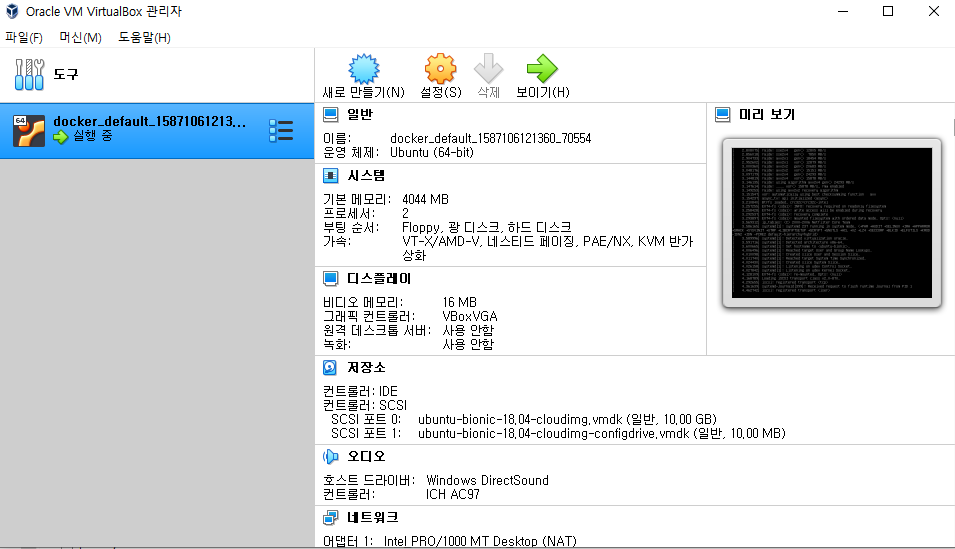 Oracle VM VirtualBox 관리자
파일(F) 머신(M) 도움말(H)
도구
새로 만들기(N) 설정(S) 삭제 보이기(H)
64
docker_default_15871061213...
실행 중
일반
이름: docker_default_1587106121360_70554
운영 체제: Ubuntu (64-bit)
시스템
기본 메모리: 4044 MB
프로세서: 2
부팅 순서: Floppy, 광 디스크, 하드 디스크
가속: VT-x/AMD-V, 네스티드 페이징, PAE/NX, KVM 반가
상화
디스플레이
비디오 메모리: 16 MB
그래픽 컨트롤러: VBoxVGA
원격 데스크톱 서버: 사용 안함
녹화: 사용 안함
미리 보기
저장소
컨트롤러: IDE
컨트롤러: SCSI
SCSI 포트 0: ubuntu-bionic-18.04-cloudimg.vmdk (일반, 10.00 GB)
SCSI 포트 1: ubuntu-bionic-18.04-cloudimg-configdrive.vmdk (일반, 10.00 MB)
오디오
호스트 드라이버: Windows DirectSound
컨트롤러: ICH AC97
네트워크
어댑터 1: Intel PRO/1000 MT Desktop (NAT)